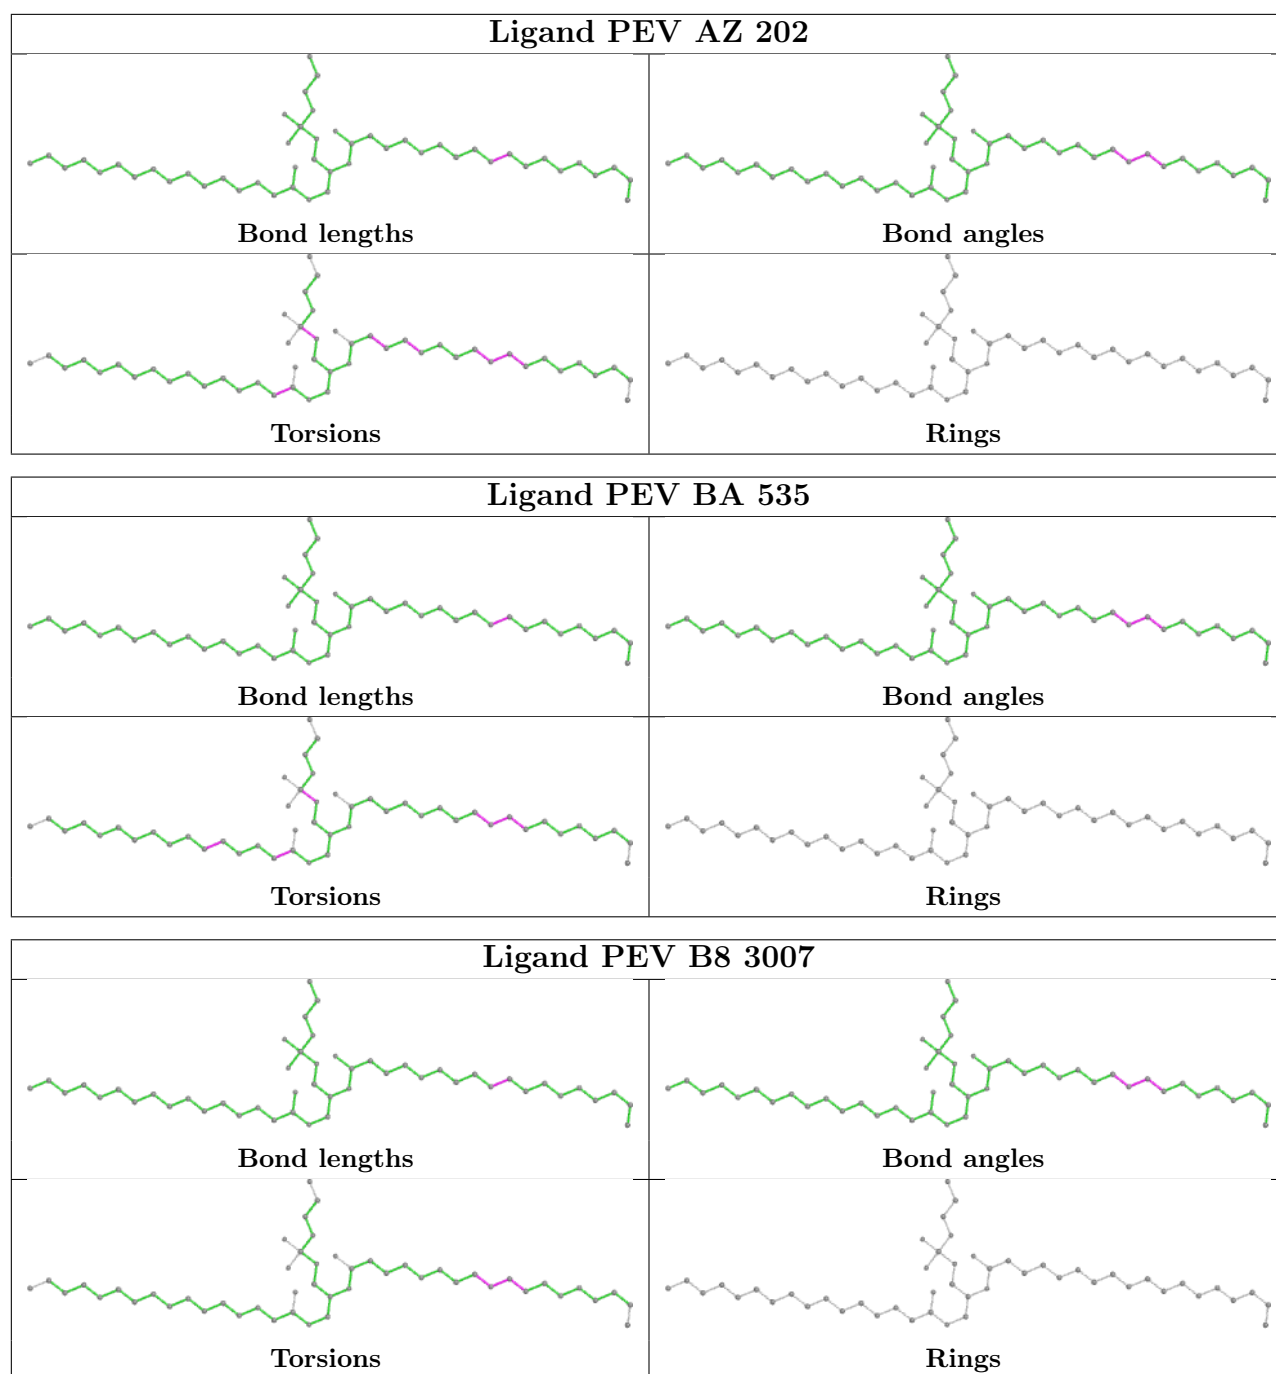 Ligand PEV AZ 202
Bond lengths
Bond angles
Torsions
Rings
Ligand PEV BA 535
Bond lengths
Bond angles
Torsions
Rings
Ligand PEV B8 3007
Bond lengths
Bond angles
Torsions
Rings